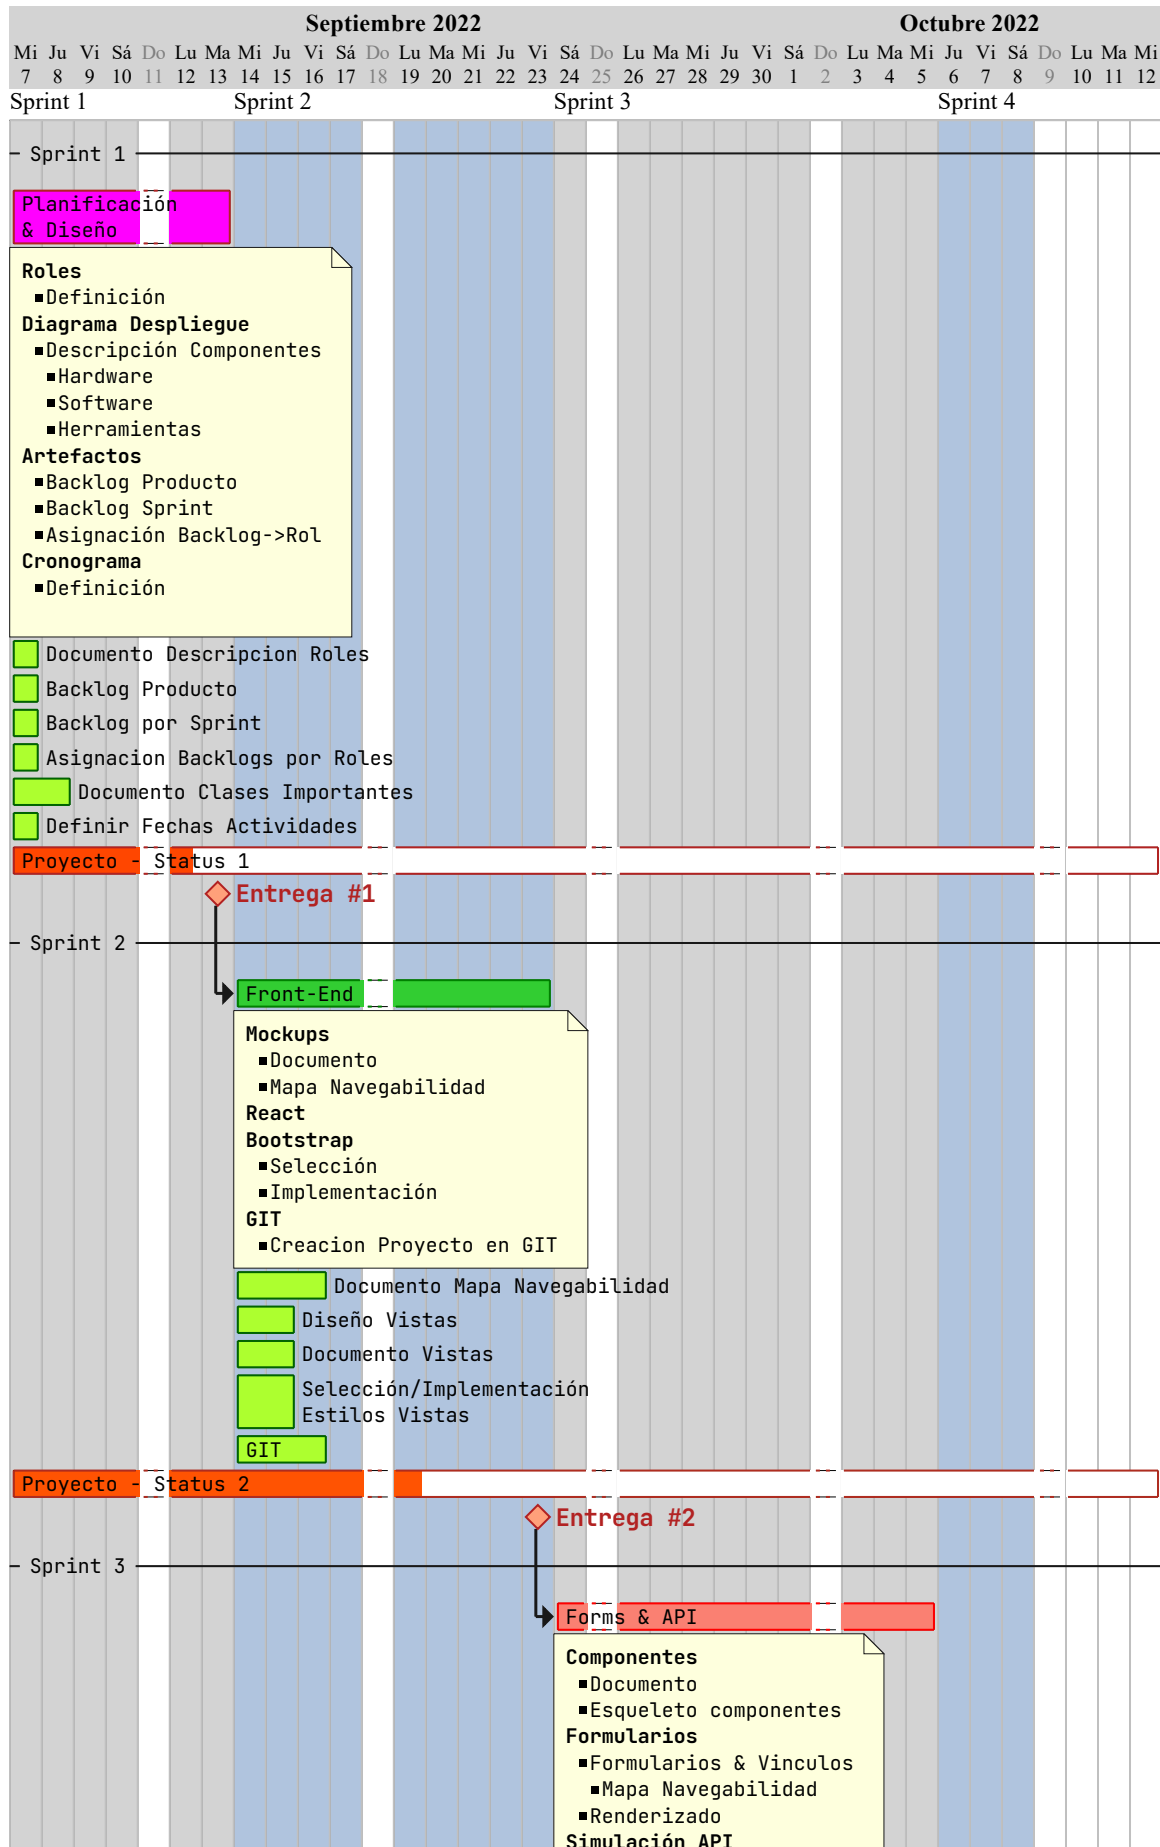 Septiembre 2022 Octubre 2022
Mi Ju Vi Sá Do Lu Ma Mi Ju Vi Sá Do Lu Ma Mi Ju Vi Sá Do Lu Ma Mi Ju Vi Sá Do Lu Ma Mi Ju Vi Sá Do Lu Ma Mi
7 8 9 10 11 12 13 14 15 16 17 18 19 20 21 22 23 24 25 26 27 28 29 30 1 2 3 4 5 6 7 8 9 10 11 12
Sprint 1 Sprint 2 Sprint 3 Sprint 4
Sprint 1
Planificación
& Diseño
Roles
▪Definición
Diagrama Despliegue
▪Descripción Componentes
▪Hardware
▪Software
▪Herramientas
Artefactos
▪Backlog Producto
▪Backlog Sprint
▪Asignación Backlog->Rol
Cronograma
▪Definición
Documento Descripcion Roles
Backlog Producto
Backlog por Sprint
Asignacion Backlogs por Roles
Documento Clases Importantes
Definir Fechas Actividades
Proyecto - Status 1
Entrega #1
Sprint 2
Front-End
Mockups
▪Documento
▪Mapa Navegabilidad
React
Bootstrap
▪Selección
▪Implementación
GIT
▪Creacion Proyecto en GIT
Documento Mapa Navegabilidad
Diseño Vistas
Documento Vistas
Selección/Implementación
Estilos Vistas
GIT
Proyecto - Status 2
Entrega #2
Sprint 3
Forms & API
Componentes
▪Documento
▪Esqueleto componentes
Formularios
▪Formularios & Vinculos
▪Mapa Navegabilidad
▪Renderizado
Simulación API